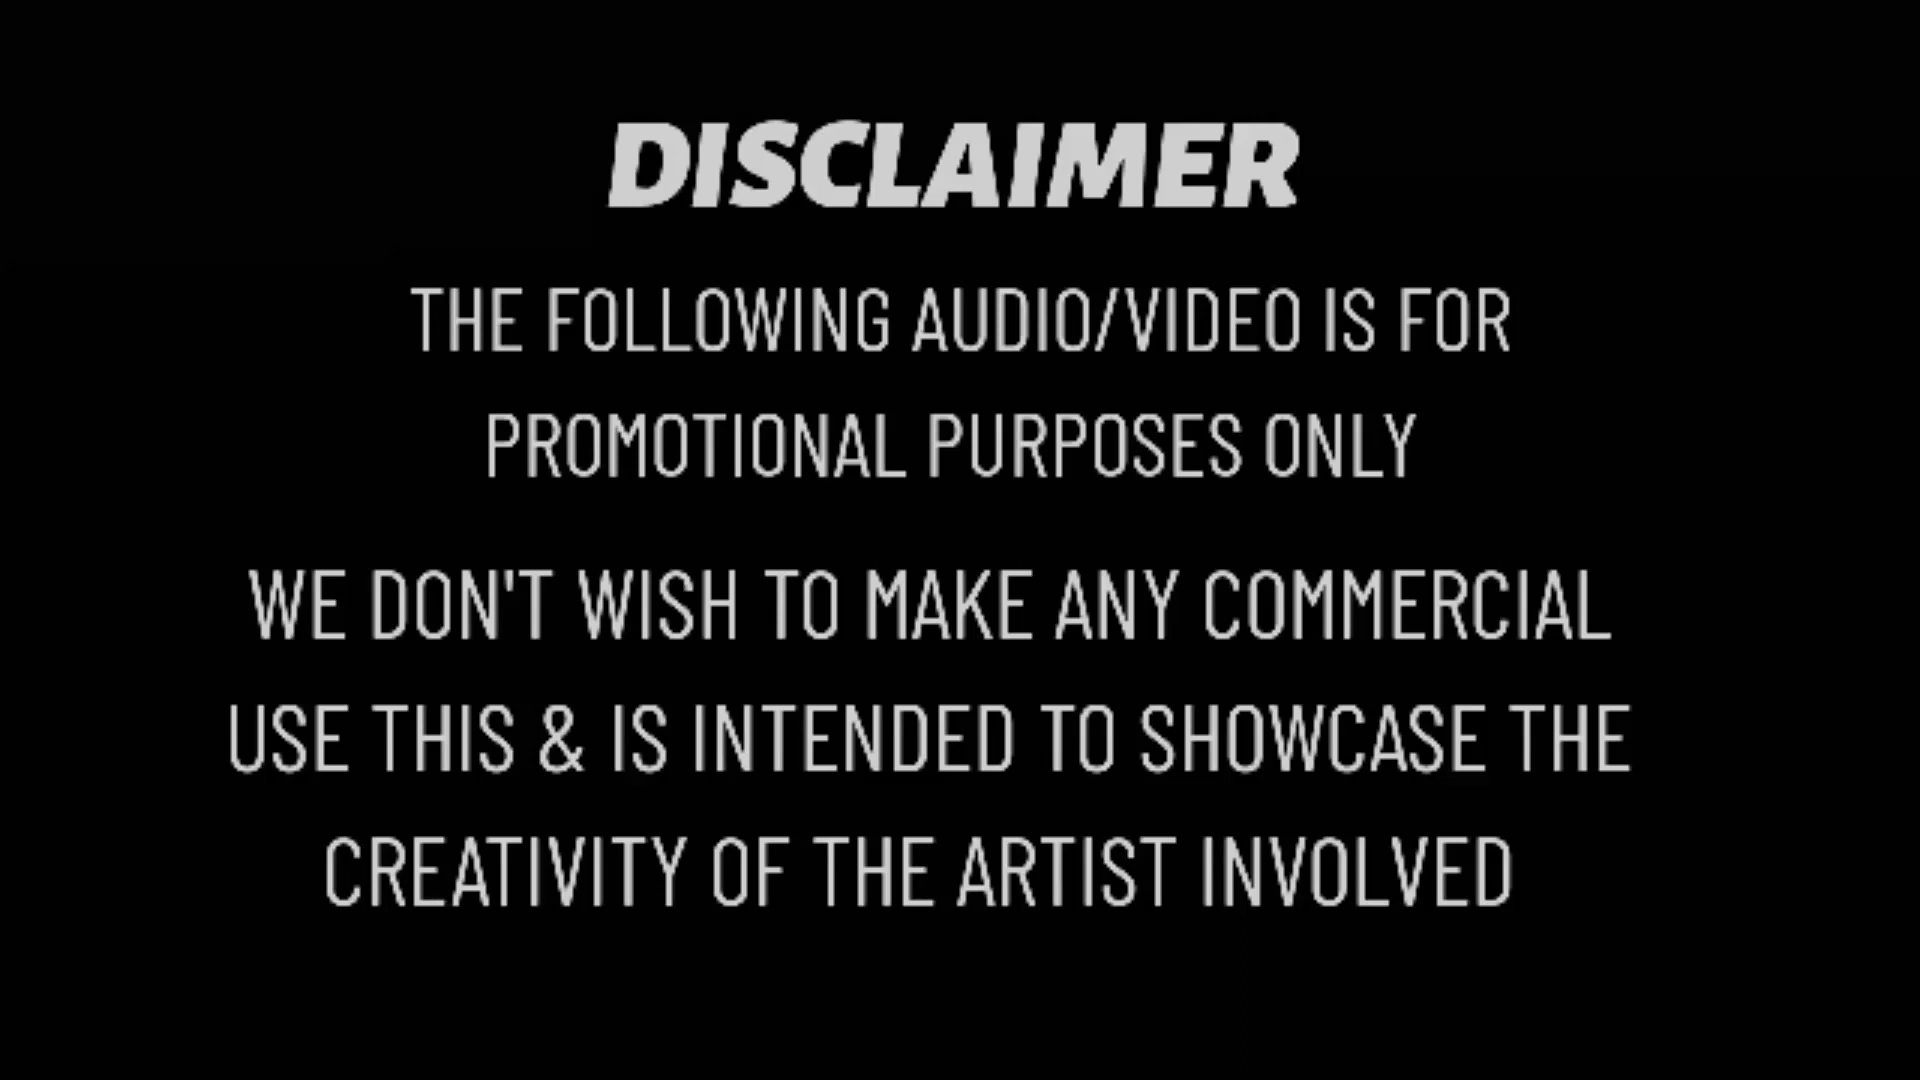 DISCLAIMER
THE FOLLOWING AUDIO/VIDEO IS FOR
PROMOTIONAL PURPOSES ONLY
WE DON'T WISH TO MAKE ANY COMMERCIAL
USE THIS & IS INTENDED TO SHOWCASE THE
CREATIVITY OF THE ARTIST INVOLVED